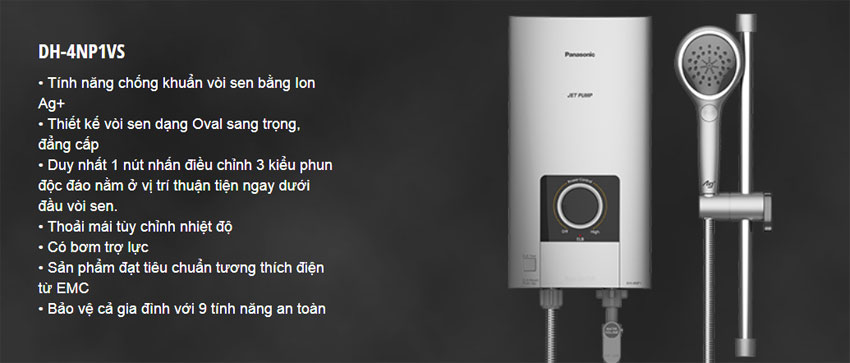 DH-4NP1VS
• Tính năng chống khuẩn vòi sen bằng Ion
Ag+
• Thiết kế vòi sen dạng Oval sang trọng,
đẳng cấp
• Duy nhất 1 nút nhấn điều chỉnh 3 kiểu phun
độc đáo nằm ở vị trí thuận tiện ngay dưới
đầu vòi sen.
• Thoải mái tùy chỉnh nhiệt độ
• Có bơm trợ lực
• Sản phẩm đạt tiêu chuẩn tương thích điện
từ EMC
• Bảo vệ cả gia đình với 9 tính năng an toàn
Panasonic
JET PUMP
Power Control
Off High
ELB
Ag+